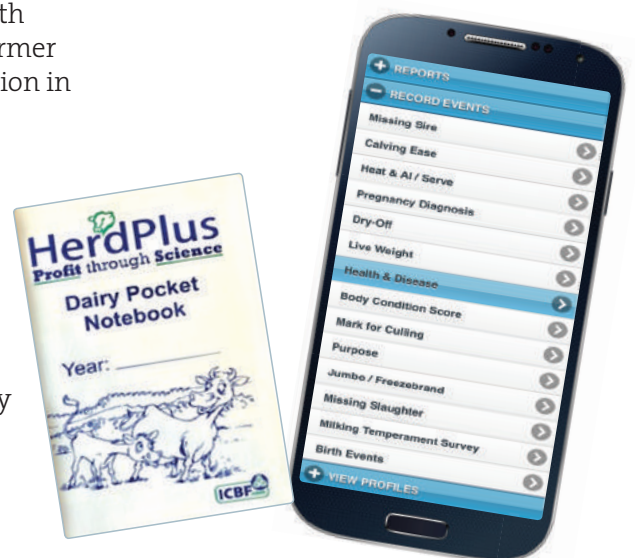 th
rmer
ion in
y
HerdPlus
Profit through Science
Dairy Pocket
Notebook
Year:
ICBF
REPORTS
RECORD EVENTS
Missing Sire
Calving Ease
Heat & AI / Serve
Pregnancy Diagnosis
Dry-Off
Live Weight
Health & Disease
Body Condition Score
Mark for Culling
Purpose
Jumbo / Freezebrand
Missing Slaughter
Milking Temperament Survey
Birth Events
VIEW PROFILES